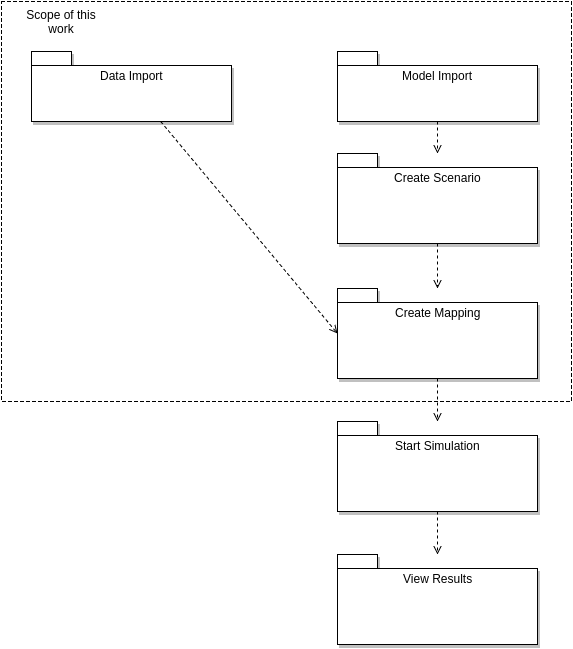 Scope of this
work
Data Import
Model Import
Create Scenario
Create Mapping
Start Simulation
View Results